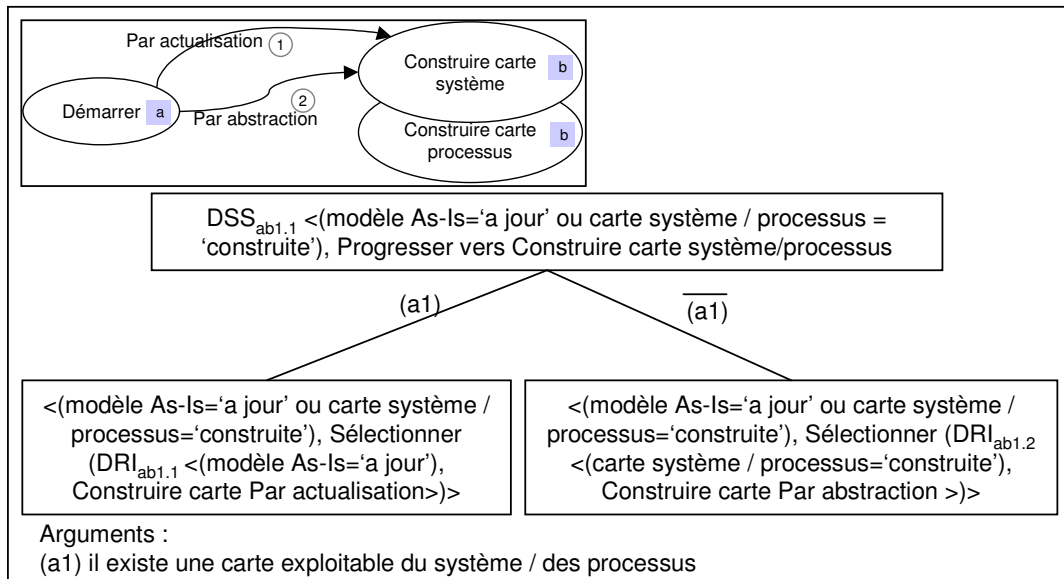 Par actualisation 1
Construire carte
système
b
Démarrer a
2
Par abstraction
Construire carte
processus
b
DSSab1.1 <(modèle As-Is=‘a jour’ ou carte système / processus =
‘construite’), Progresser vers Construire carte système/processus
(a1)
(a1)
<(modèle As-Is=‘a jour’ ou carte système /
processus=‘construite’), Sélectionner
(DRIab1.1 <(modèle As-Is=‘a jour’),
Construire carte Par actualisation>)>
<(modèle As-Is=‘a jour’ ou carte système /
processus=‘construite’), Sélectionner (DRIab1.2
<(carte système / processus=‘construite’),
Construire carte Par abstraction >)>
Arguments :
(a1) il existe une carte exploitable du système / des processus